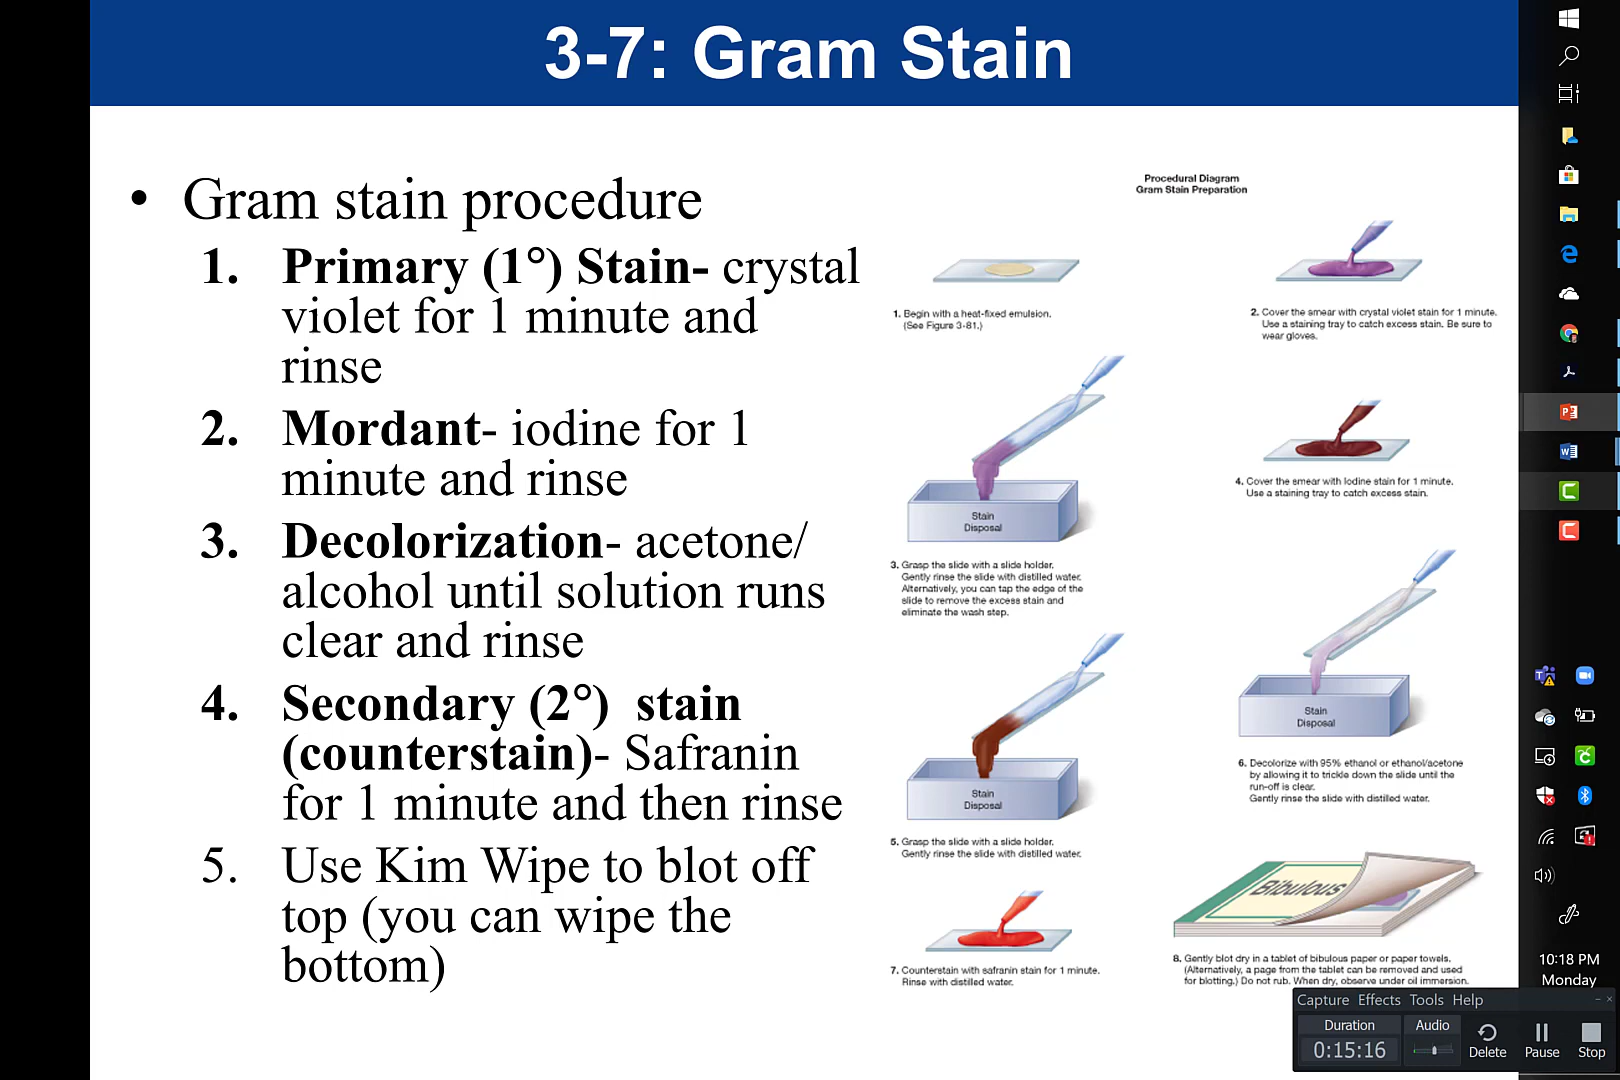 3-7: Gram Stain
• Gram stain procedure
1. Primary (1°) Stain- crystal
violet for 1 minute and
rinse
2. Mordant- iodine for 1
minute and rinse
3. Decolorization- acetone/
alcohol until solution runs
clear and rinse
4. Secondary (2°) stain
(counterstain)- Safranin
for 1 minute and then rinse
5. Use Kim Wipe to blot off
top (you can wipe the
bottom)
Procedural Diagram
Gram Stain Preparation
1. Begin with a heat-fixed emulsion.
(See Figure 3-81.)
2. Cover the smear with crystal violet stain for 1 minute.
Use a staining tray to catch excess stain. Be sure to
wear gloves.
Stain
Disposal
3. Grasp the slide with a slide holder.
Gently rinse the slide with distilled water.
Alternatively, you can tap the edge of the
slide to remove the excess stain and
eliminate the wash step.
4. Cover the smear with Iodine stain for 1 minute.
Use a staining tray to catch excess stain.
Stain
Disposal
5. Grasp the slide with a slide holder.
Gently rinse the slide with distilled water.
Stain
Disposal
6. Decolorize with 95% ethanol or ethanol/acetone
by allowing it to trickle down the slide until the
run-off is clear.
Gently rinse the slide with distilled water.
7. Counterstain with safranin stain for 1 minute.
Rinse with distilled water.
Bibulous
8. Gently blot dry in a tablet of bibulous paper or paper towels.
(Alternatively, a page from the tablet can be removed and used
for blotting.) Do not rub. When dry, observe under oil immersion.
10:18 PM
Monday
Capture Effects Tools Help
Duration
0:15:16
Audio
Delete
Pause
Stop